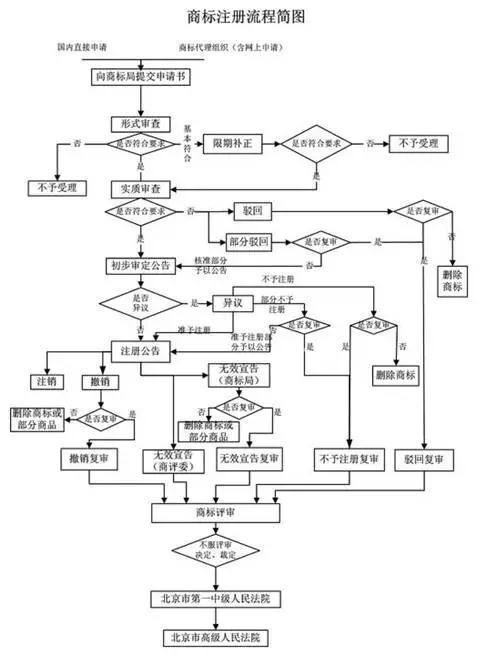 商标注册流程简图
国内直接申请
商标代理组织（含网上申请）
向商标局提交申请书
形式审查
是否符合要求
否
基本符合
限期补正
是否符合要求
否
不予受理
是
是
不予受理
实质审查
是否符合要求
否
驳回
是否复审
部分驳回
是否复审
是
是
否
删除
商标
是
核准部分
予以公告
否
初步审定公告
不予注册
是否
异议
是
异议
部分不予
注册
否
准予注册
准予注册部
分予以公告
是否复审
是否复审
注册公告
是
是
否
删除商标
注销
撤销
无效宣告
（商标局）
删除商标或
部分商品
否
是否复审
是
否
是否复审
是
删除商标或
部分商品
撤销复审
无效宣告
（商评委）
无效宣告复审
不予注册复审
驳回复审
商标评审
不服评审
决定、裁定
北京市第一中级人民法院
北京市高级人民法院